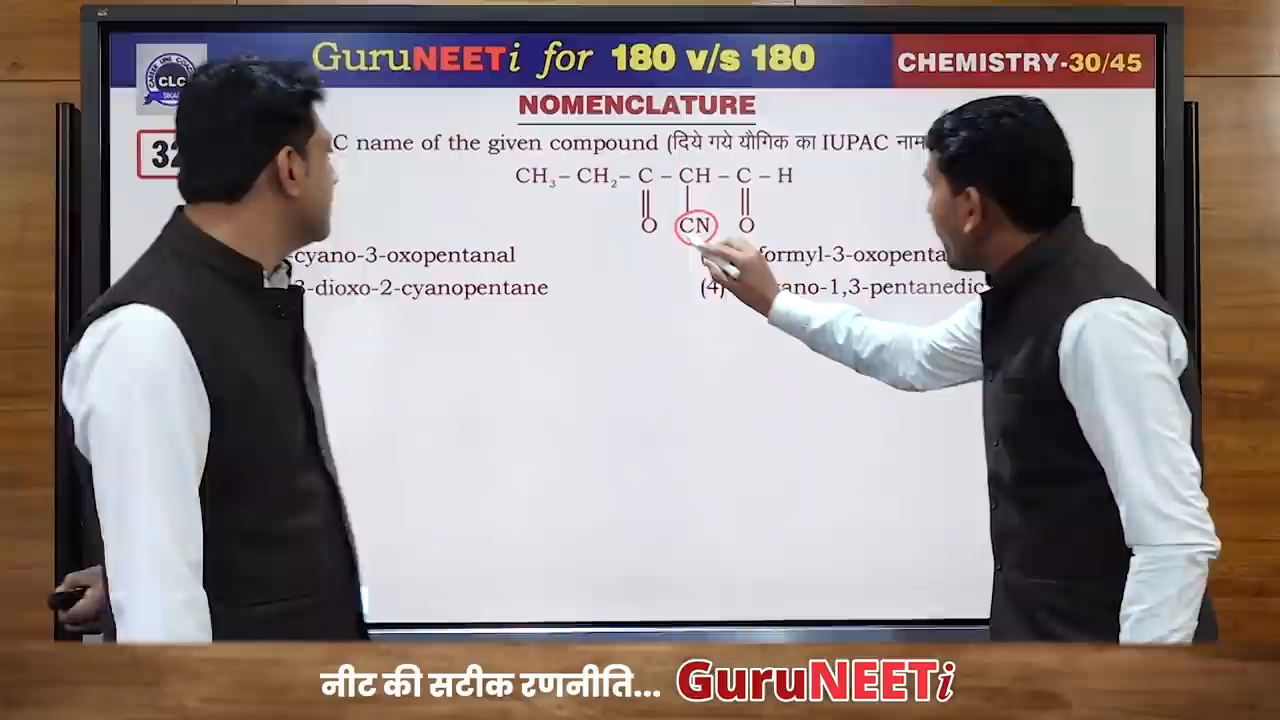 GuruNEETi for 180 v/s 180
CHEMISTRY-30/45
CLC
NOMENCLATURE
C name of the given compound (दिये गये यौगिक का IUPAC नाम
CH₃ – CH₂ – C – CH – C – H
O CN O
-cyano-3-oxopentanal
formyl-3-oxopenta
3-dioxo-2-cyanopentane
(4) ano-1,3-pentanedic
नीट की सटीक रणनीति... GuruNEETi